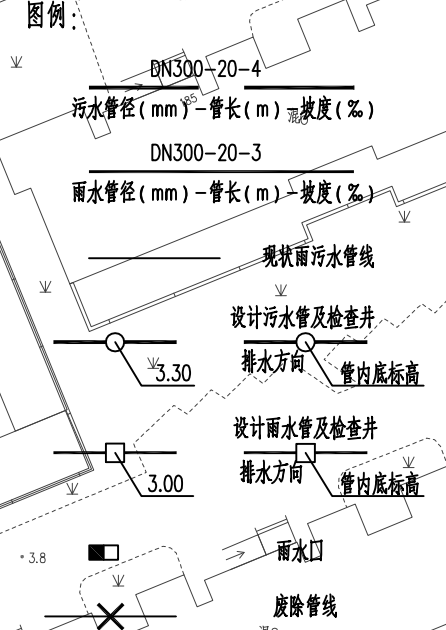 图例：
DN300-20-4
185
污水管径(mm)-管长(m)-坡度(‰)
DN300-20-3
雨水管径(mm)-管长(m)-坡度(‰)
现状雨污水管线
设计污水管及检查井
3.30
排水方向
管内底标高
设计雨水管及检查井
3.00
排水方向
管内底标高
3.8
雨水口
废除管线